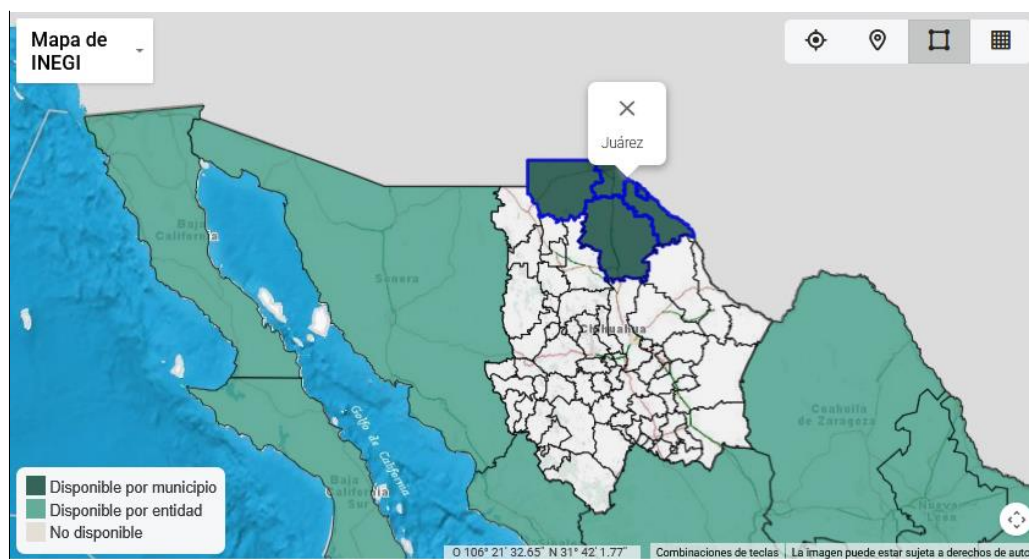 Mapa de
INEGI
Juárez
Baja
California
Sonora
Chihuahua
Golfo de California
Coahuila
de Zaragoza
Baja
California
Sur
Nuevo
León
Disponible por municipio
Disponible por entidad
No disponible
O 106° 21' 32.65" N 31° 42' 1.77"
Combinaciones de teclas
La imagen puede estar sujeta a derechos de auto